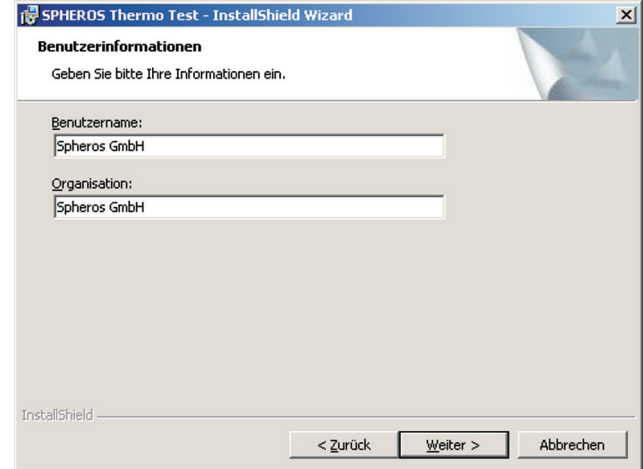 SPHEROS Thermo Test - InstallShield Wizard
Benutzerinformationen
Geben Sie bitte Ihre Informationen ein.
Benutzername:
Spheros GmbH
Organisation:
Spheros GmbH
InstallShield
< Zurück Weiter > Abbrechen